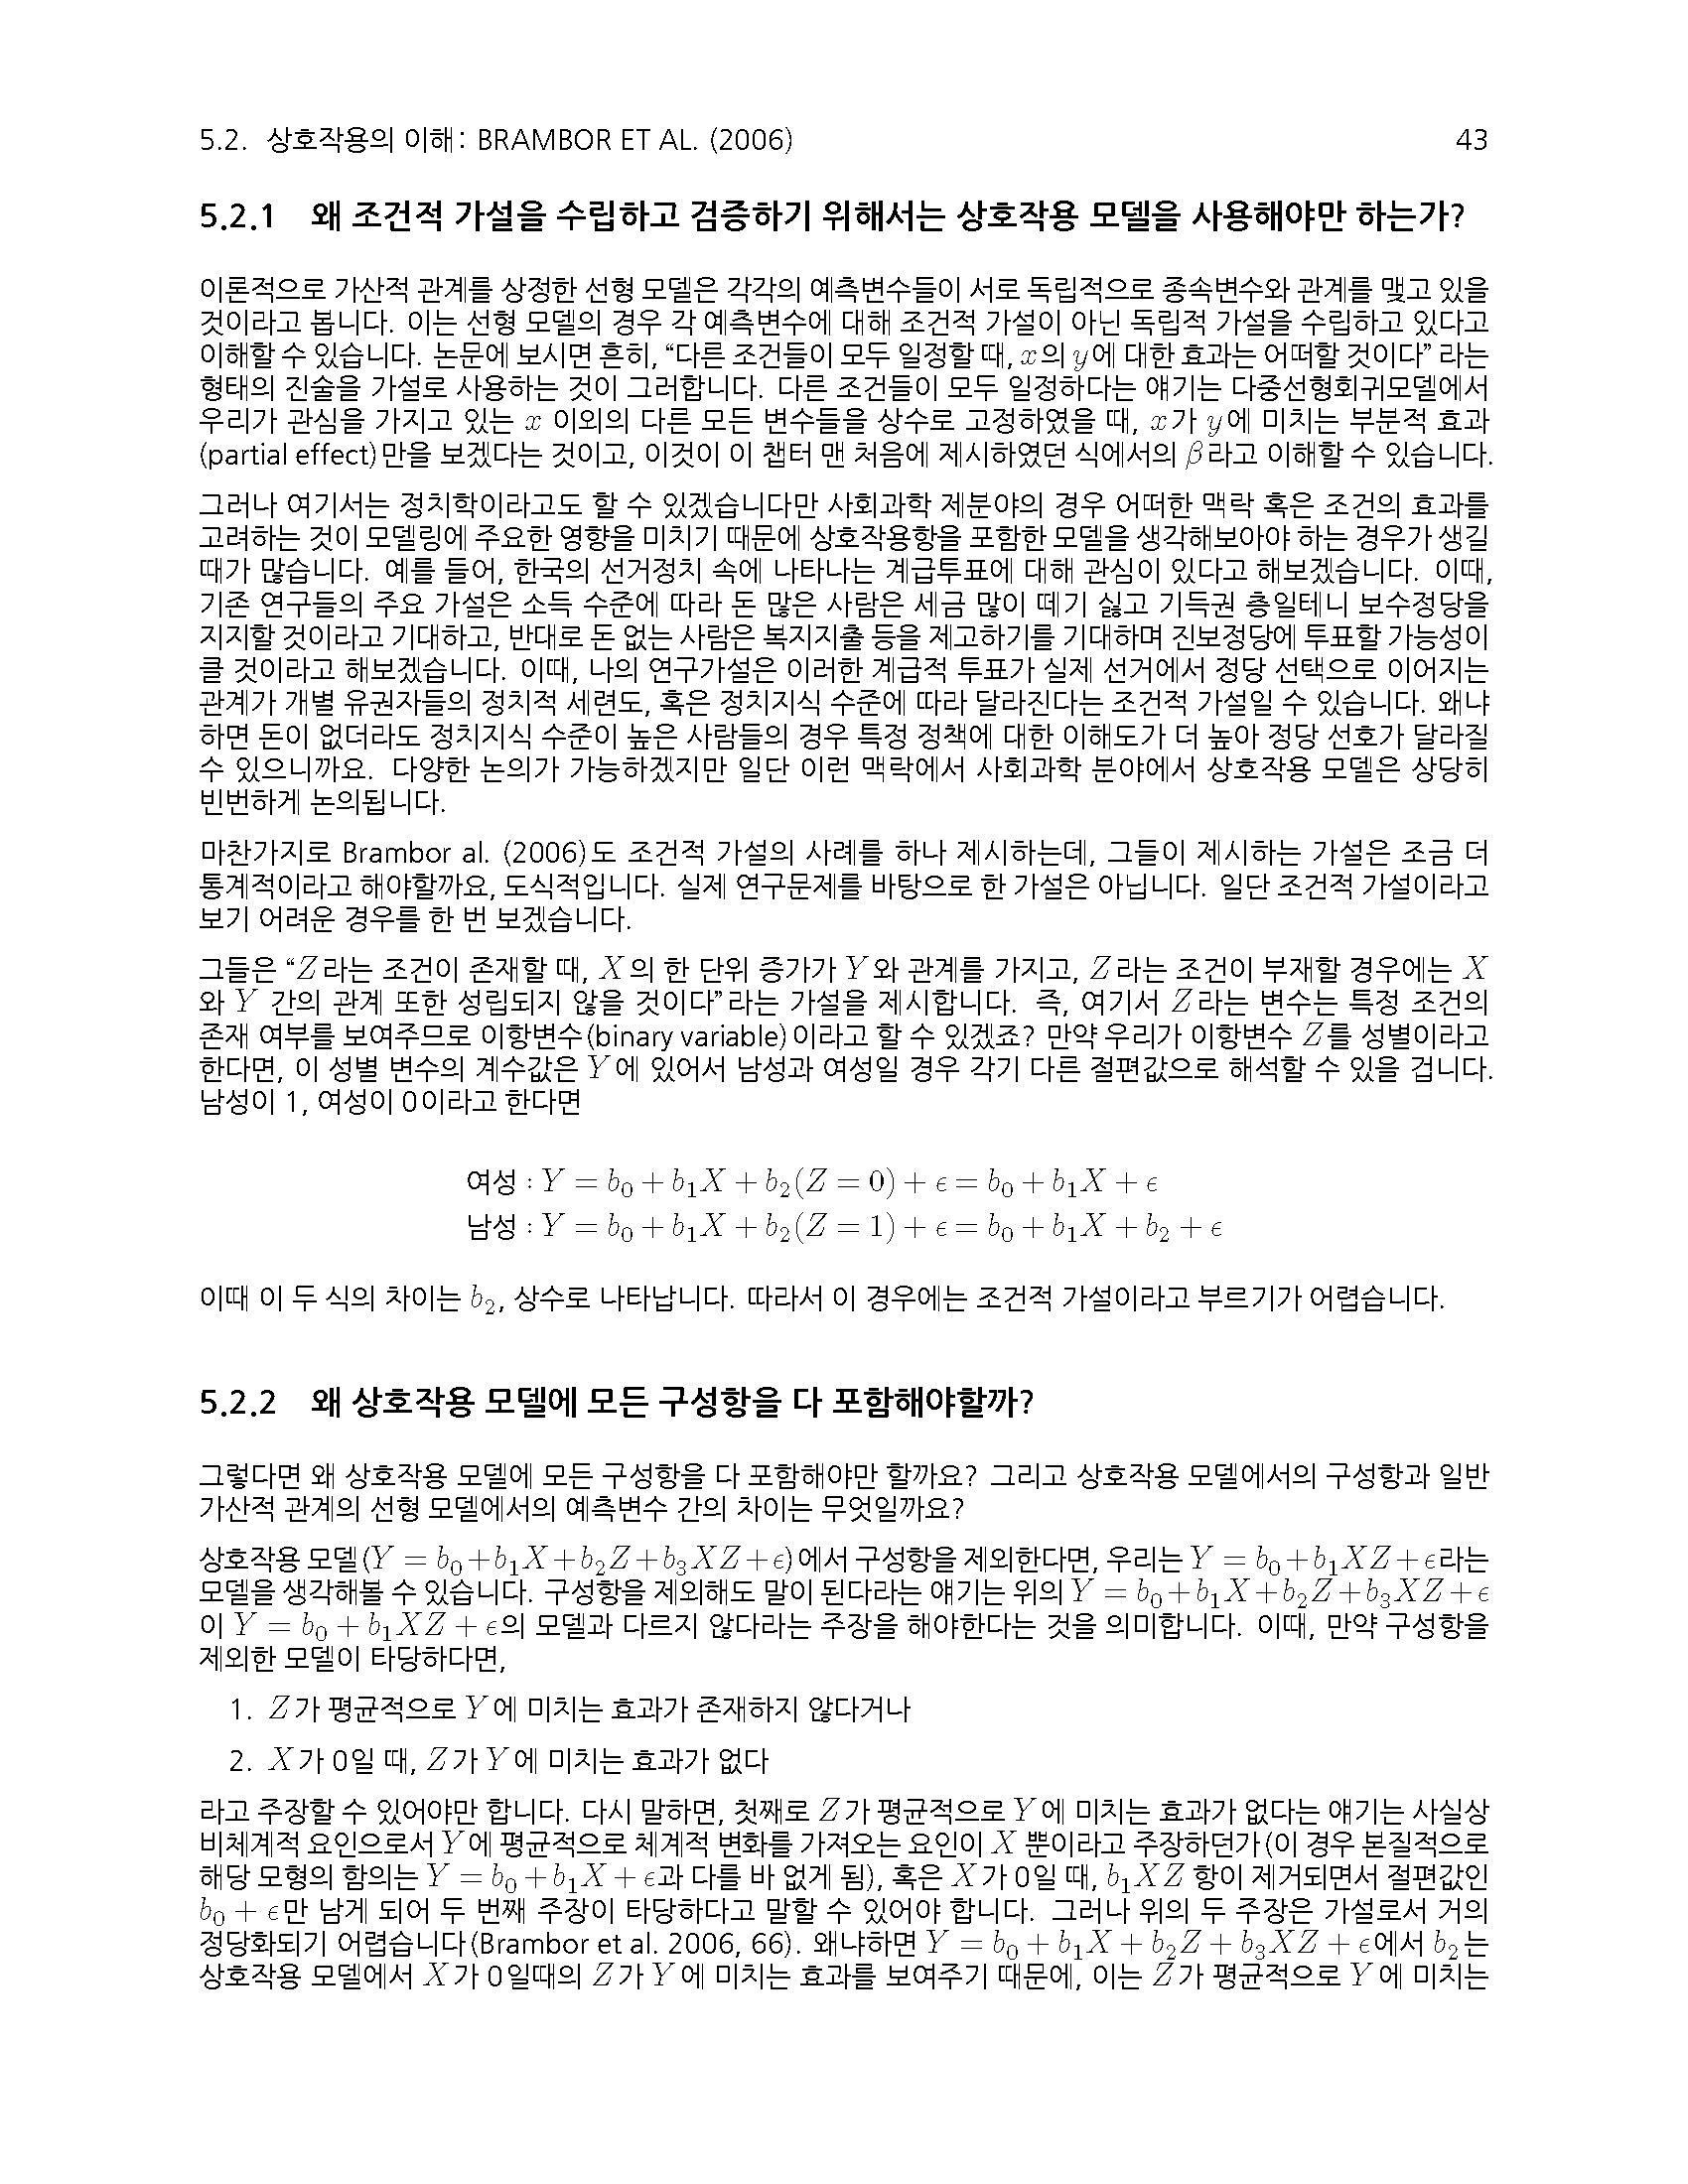 5.2. 상호작용의 이해: BRAMBOR ET AL. (2006) 43
5.2.1 왜 조건적 가설을 수립하고 검증하기 위해서는 상호작용 모델을 사용해야만 하는가?
이론적으로 가산적 관계를 상정한 선형 모델은 각각의 예측변수들이 서로 독립적으로 종속변수와 관계를 맺고 있을
것이라고 봅니다. 이는 선형 모델의 경우 각 예측변수에 대해 조건적 가설이 아닌 독립적 가설을 수립하고 있다고
이해할 수 있습니다. 논문에 보시면 흔히, “다른 조건들이 모두 일정할 때, x의 y에 대한 효과는 어떠할 것이다” 라는
형태의 진술을 가설로 사용하는 것이 그러합니다. 다른 조건들이 모두 일정하다는 얘기는 다중선형회귀모델에서
우리가 관심을 가지고 있는 x 이외의 다른 모든 변수들을 상수로 고정하였을 때, x가 y에 미치는 부분적 효과
(partial effect)만을 보겠다는 것이고, 이것이 이 챕터 맨 처음에 제시하였던 식에서의 β라고 이해할 수 있습니다.
그러나 여기서는 정치학이라고도 할 수 있겠습니다만 사회과학 제분야의 경우 어떠한 맥락 혹은 조건의 효과를
고려하는 것이 모델링에 주요한 영향을 미치기 때문에 상호작용항을 포함한 모델을 생각해보아야 하는 경우가 생길
때가 많습니다. 예를 들어, 한국의 선거정치 속에 나타나는 계급투표에 대해 관심이 있다고 해보겠습니다. 이때,
기존 연구들의 주요 가설은 소득 수준에 따라 돈 많은 사람은 세금 많이 떼기 싫고 기득권 층일테니 보수정당을
지지할 것이라고 기대하고, 반대로 돈 없는 사람은 복지지출 등을 제고하기를 기대하며 진보정당에 투표할 가능성이
클 것이라고 해보겠습니다. 이때, 나의 연구가설은 이러한 계급적 투표가 실제 선거에서 정당 선택으로 이어지는
관계가 개별 유권자들의 정치적 세련도, 혹은 정치지식 수준에 따라 달라진다는 조건적 가설일 수 있습니다. 왜냐
하면 돈이 없더라도 정치지식 수준이 높은 사람들의 경우 특정 정책에 대한 이해도가 더 높아 정당 선호가 달라질
수 있으니까요. 다양한 논의가 가능하겠지만 일단 이런 맥락에서 사회과학 분야에서 상호작용 모델은 상당히
빈번하게 논의됩니다.
마찬가지로 Brambor al. (2006)도 조건적 가설의 사례를 하나 제시하는데, 그들이 제시하는 가설은 조금 더
통계적이라고 해야할까요, 도식적입니다. 실제 연구문제를 바탕으로 한 가설은 아닙니다. 일단 조건적 가설이라고
보기 어려운 경우를 한 번 보겠습니다.
그들은 “Z라는 조건이 존재할 때, X의 한 단위 증가가 Y와 관계를 가지고, Z라는 조건이 부재할 경우에는 X
와 Y 간의 관계 또한 성립되지 않을 것이다”라는 가설을 제시합니다. 즉, 여기서 Z라는 변수는 특정 조건의
존재 여부를 보여주므로 이항변수(binary variable)이라고 할 수 있겠죠? 만약 우리가 이항변수 Z를 성별이라고
한다면, 이 성별 변수의 계수값은 Y에 있어서 남성과 여성일 경우 각기 다른 절편값으로 해석할 수 있을 겁니다.
남성이 1, 여성이 0이라고 한다면
여성 : Y = b₀ + b₁X + b₂(Z = 0) + ϵ = b₀ + b₁X + ϵ
남성 : Y = b₀ + b₁X + b₂(Z = 1) + ϵ = b₀ + b₁X + b₂ + ϵ
이때 이 두 식의 차이는 b₂, 상수로 나타납니다. 따라서 이 경우에는 조건적 가설이라고 부르기가 어렵습니다.
5.2.2 왜 상호작용 모델에 모든 구성항을 다 포함해야할까?
그렇다면 왜 상호작용 모델에 모든 구성항을 다 포함해야만 할까요? 그리고 상호작용 모델에서의 구성항과 일반
가산적 관계의 선형 모델에서의 예측변수 간의 차이는 무엇일까요?
상호작용 모델(Y = b₀+b₁X+b₂Z+b₃XZ+ϵ)에서 구성항을 제외한다면, 우리는 Y = b₀+b₁XZ+ϵ라는
모델을 생각해볼 수 있습니다. 구성항을 제외해도 말이 된다라는 얘기는 위의 Y = b₀+b₁X+b₂Z+b₃XZ+ϵ
이 Y = b₀ + b₁XZ + ϵ의 모델과 다르지 않다라는 주장을 해야한다는 것을 의미합니다. 이때, 만약 구성항을
제외한 모델이 타당하다면,
1. Z가 평균적으로 Y에 미치는 효과가 존재하지 않다거나
2. X가 0일 때, Z가 Y에 미치는 효과가 없다
라고 주장할 수 있어야만 합니다. 다시 말하면, 첫째로 Z가 평균적으로 Y에 미치는 효과가 없다는 얘기는 사실상
비체계적 요인으로서 Y에 평균적으로 체계적 변화를 가져오는 요인이 X 뿐이라고 주장하던가(이 경우 본질적으로
해당 모형의 함의는 Y = b₀+b₁X+ϵ과 다를 바 없게 됨), 혹은 X가 0일 때, b₁XZ 항이 제거되면서 절편값인
b₀ + ϵ만 남게 되어 두 번째 주장이 타당하다고 말할 수 있어야 합니다. 그러나 위의 두 주장은 가설로서 거의
정당화되기 어렵습니다(Brambor et al. 2006, 66). 왜냐하면 Y = b₀ + b₁X + b₂Z + b₃XZ + ϵ에서 b₂는
상호작용 모델에서 X가 0일때의 Z가 Y에 미치는 효과를 보여주기 때문에, 이는 Z가 평균적으로 Y에 미치는